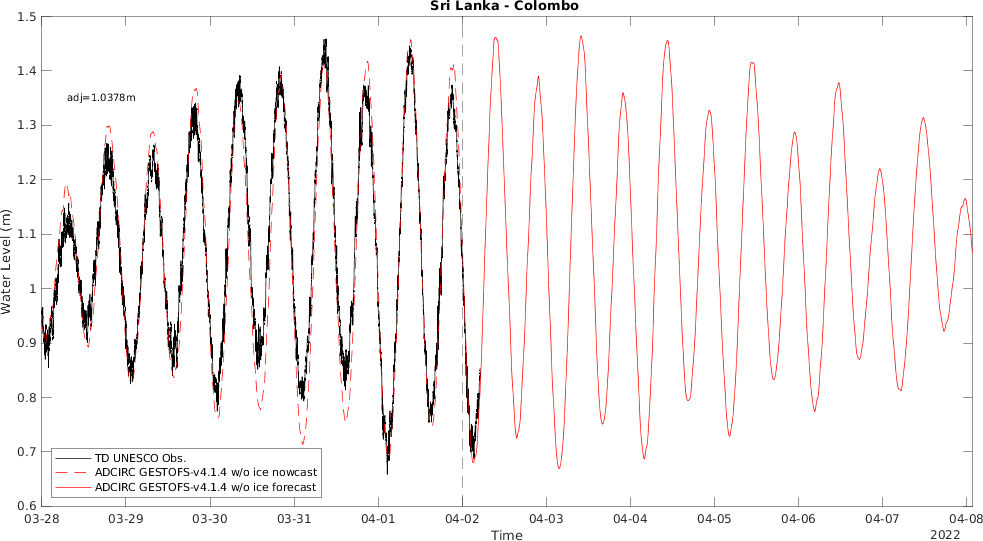 Sri Lanka - Colombo
1.5
1.4
1.3
1.2
1.1
1
0.9
0.8
0.7
0.6
Water Level (m)
adj=1.0378m
TD UNESCO Obs.
ADCIRC GESTOFS-v4.1.4 w/o ice nowcast
ADCIRC GESTOFS-v4.1.4 w/o ice forecast
03-28 03-29 03-30 03-31 04-01 04-02 04-03 04-04 04-05 04-06 04-07 04-08
Time
2022